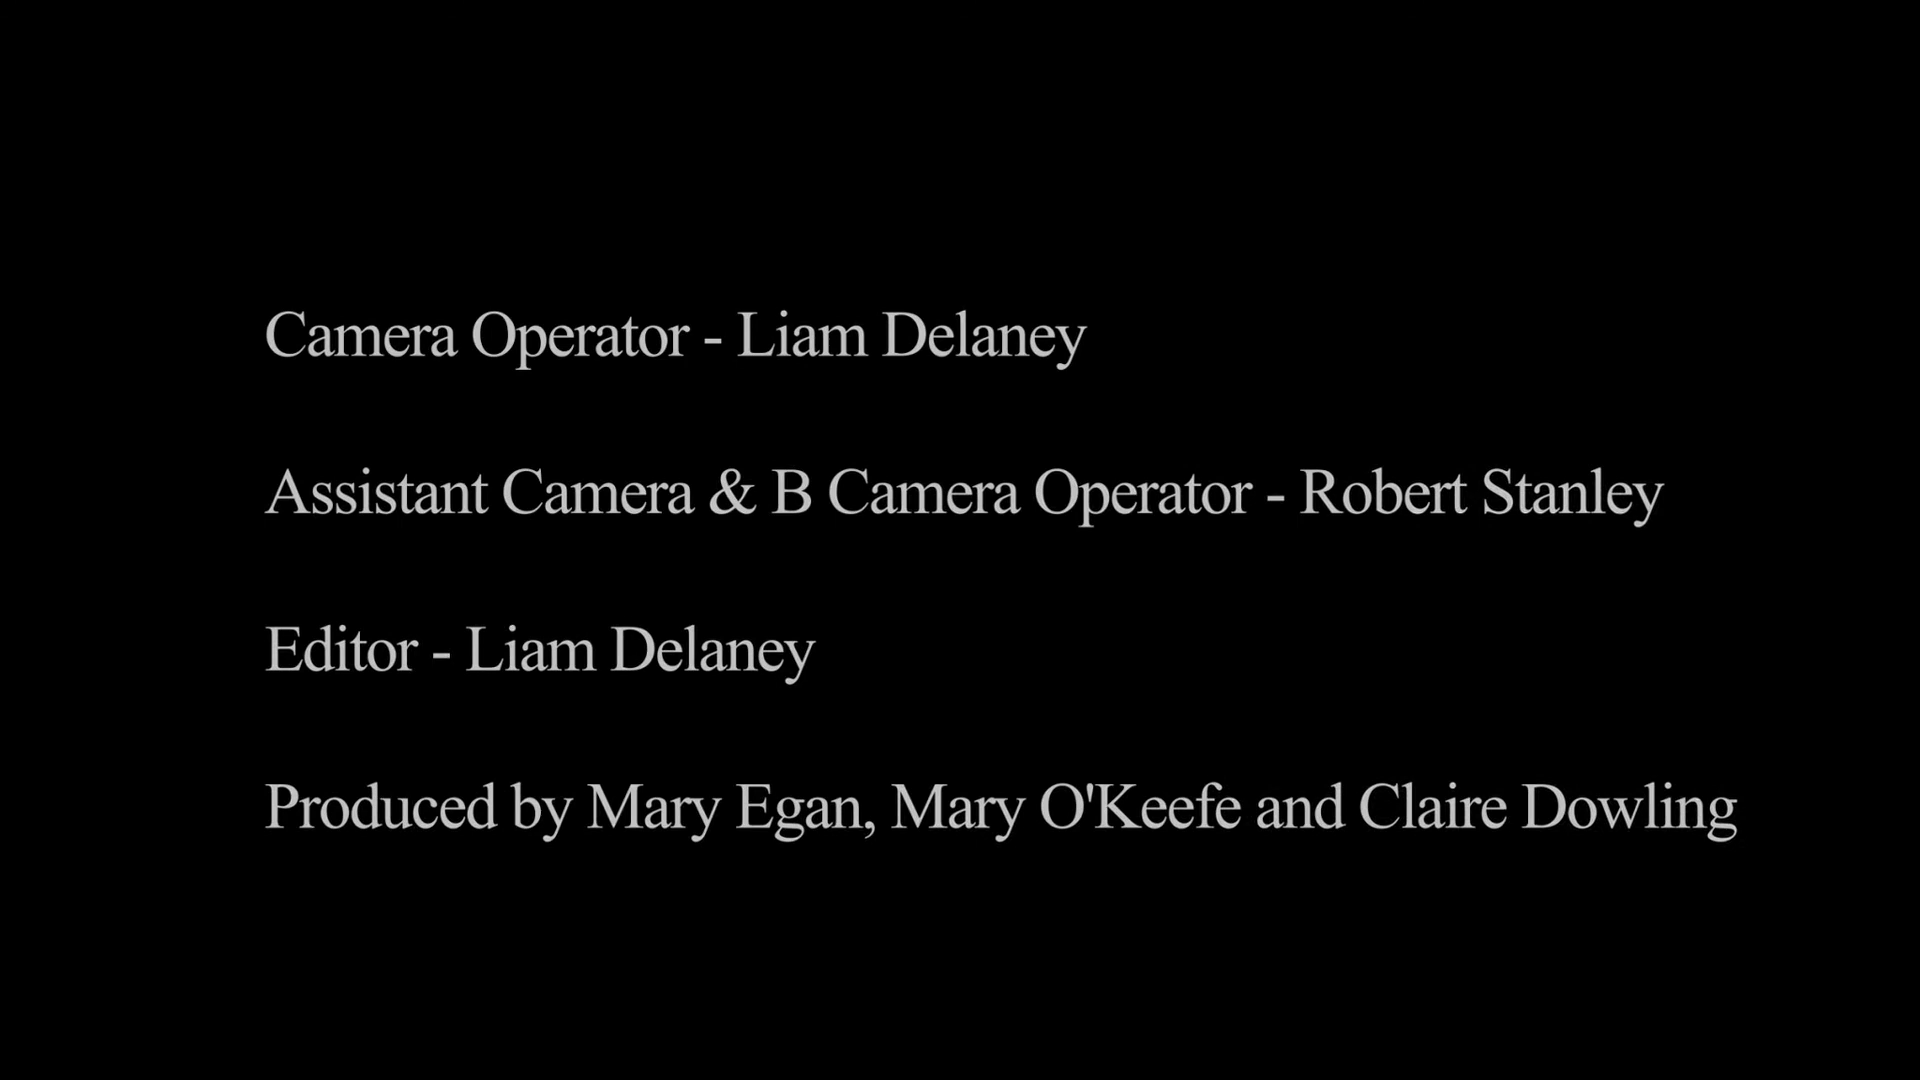 Camera Operator - Liam Delaney
Assistant Camera & B Camera Operator - Robert Stanley
Editor - Liam Delaney
Produced by Mary Egan, Mary O'Keefe and Claire Dowling